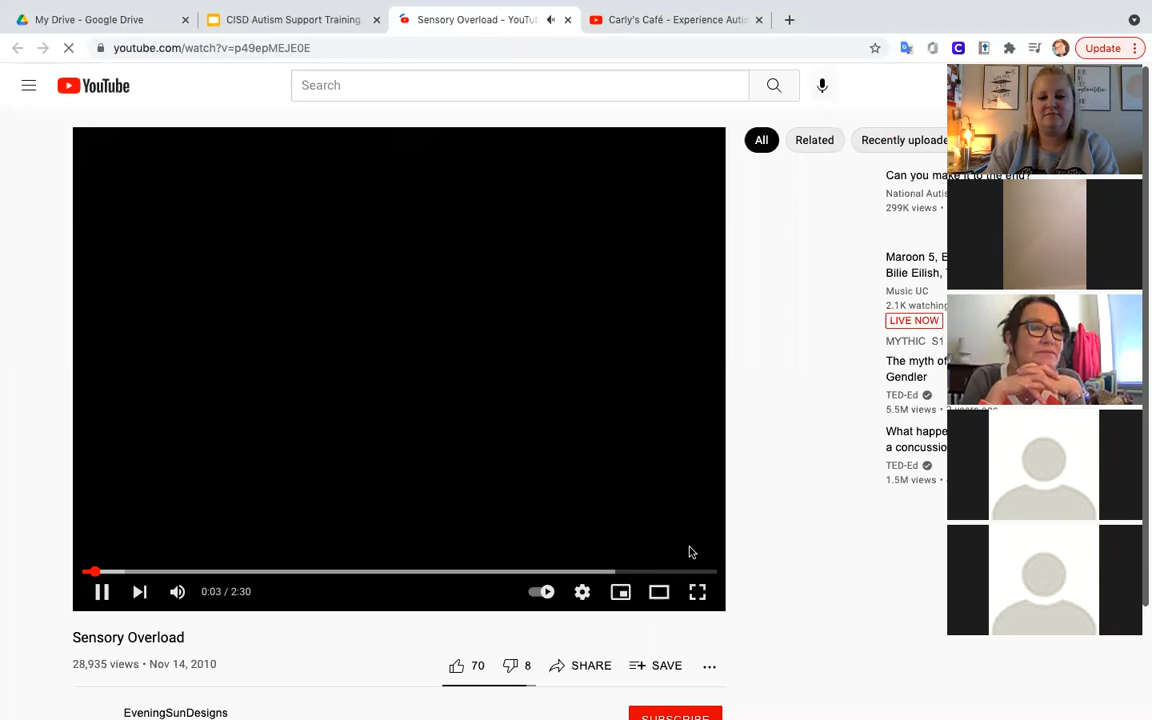 My Drive - Google Drive
CISD Autism Support Training
Sensory Overload - YouTu
Carly's Café - Experience Autis
youtube.com/watch?v=p49epMEJE0E
Update
YouTube
Search
All
Related
Recently uploade
Can you make it to the end?
National Autis
299K views •
Maroon 5, E
Bilie Eilish,
Music UC
2.1K watching
LIVE NOW
MYTHIC S1
The myth of
Gendler
TED-Ed
5.5M views •
What happe
a concussio
TED-Ed
1.5M views •
0:03 / 2:30
Sensory Overload
28,935 views • Nov 14, 2010
70
8
SHARE
SAVE
EveningSunDesigns
SUBSCRIBE